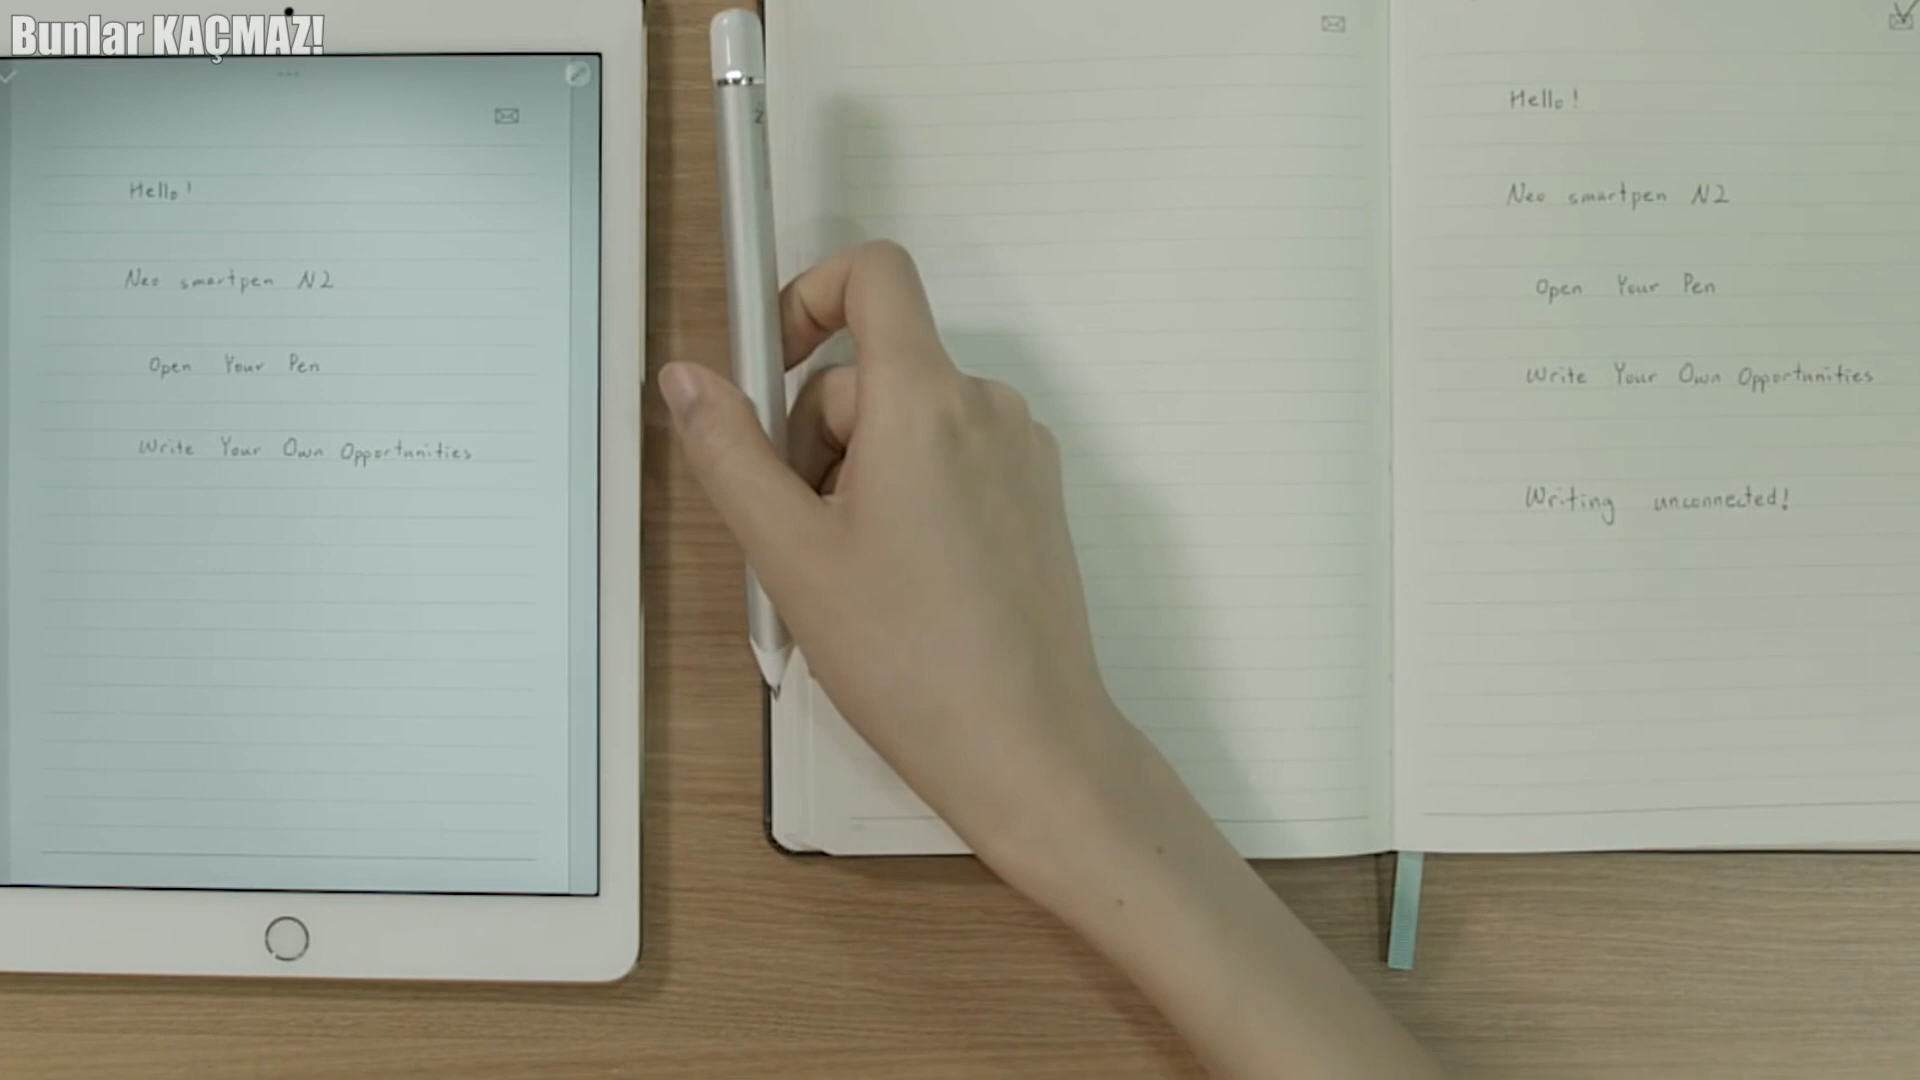 Bunlar KAÇMAZ!
Hello!
Neo smartpen N2
Open Your Pen
Write Your Own Opportunities
Hello!
Neo smartpen N2
Open Your Pen
Write Your Own Opportunities
Writing unconnected!